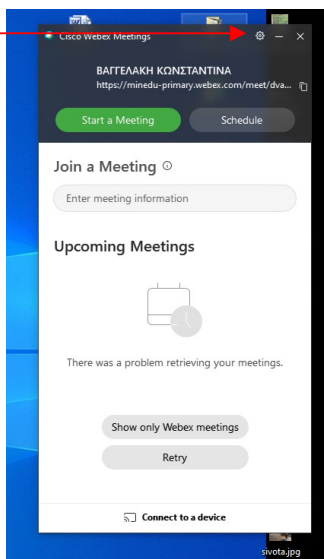 Cisco Webex Meetings
ΒΑΓΓΕΛΑΚΗ ΚΩΝΣΤΑΝΤΙΝΑ
https://minedu-primary.webex.com/meet/dva...
Start a Meeting
Schedule
Join a Meeting
Enter meeting information
Upcoming Meetings
There was a problem retrieving your meetings.
Show only Webex meetings
Retry
Connect to a device
sivota.jpg